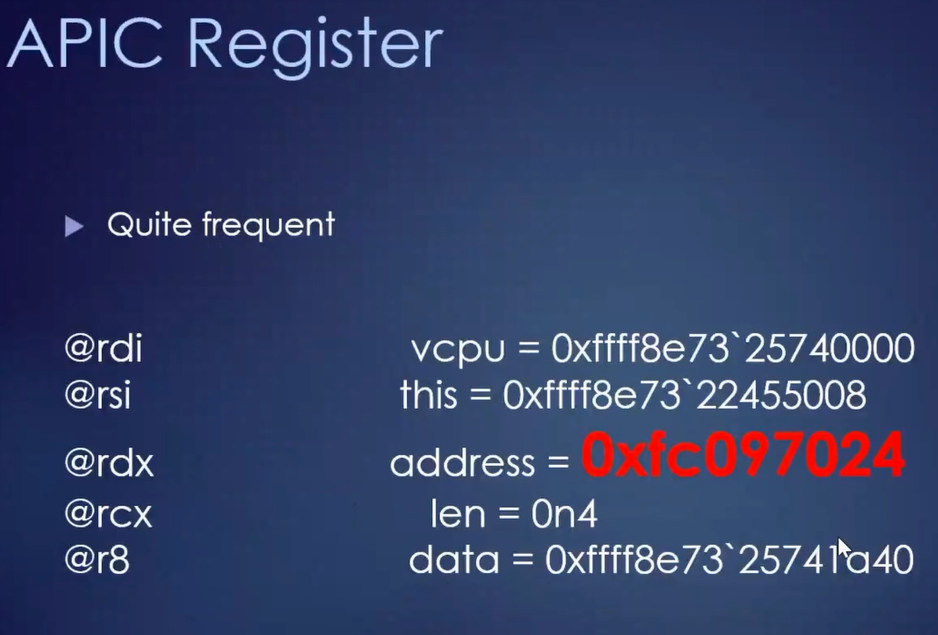 APIC Register
Quite frequent
@rdi vcpu = 0xffff8e73`25740000
@rsi this = 0xffff8e73`22455008
@rdx address = 0xfc097024
@rcx len = 0n4
@r8 data = 0xffff8e73`25741a40